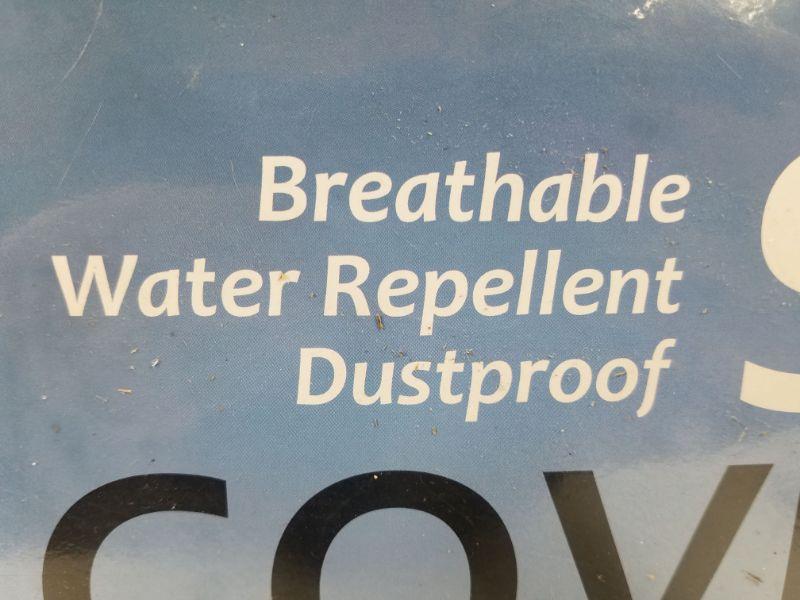 Breathable
Water Repellent
Dustproof